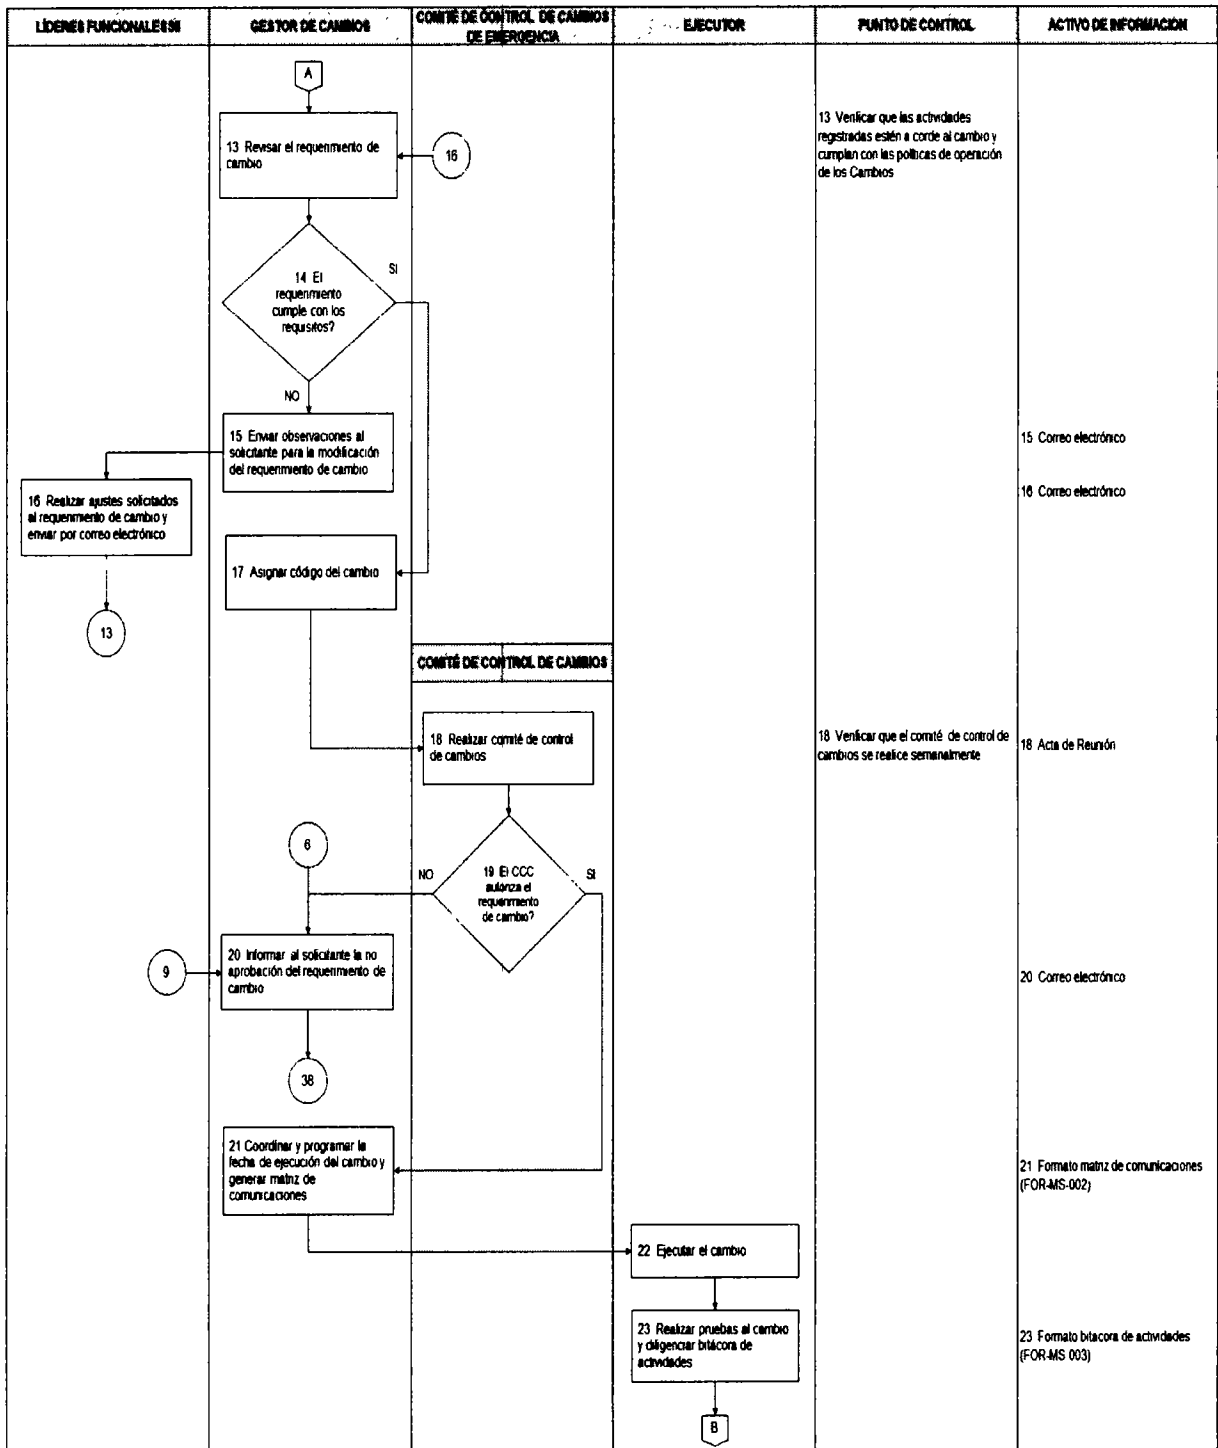 LÍDERES FUNCIONALES SI
GESTOR DE CAMBIOS
COMITÉ DE CONTROL DE CAMBIOS
DE EMERGENCIA
EJECUTOR
PUNTO DE CONTROL
ACTIVO DE INFORMACIÓN
A
13 Revisar el requerimiento de
cambio
16
13 Verificar que las actividades
registradas estén a corde al cambio y
cumplan con las políticas de operación
de los Cambios
14 El
requerimiento
cumple con los
requisitos?
SI
NO
15 Enviar observaciones al
solicitante para la modificación
del requerimiento de cambio
15 Correo electrónico
16 Realizar ajustes solicitados
al requerimiento de cambio y
enviar por correo electrónico
16 Correo electrónico
17 Asignar código del cambio
13
COMITÉ DE CONTROL DE CAMBIOS
18 Realizar comité de control
de cambios
18 Verificar que el comité de control de
cambios se realice semanalmente
18 Acta de Reunión
6
NO
19 El CCC
autoriza el
requerimiento
de cambio?
SI
9
20 Informar al solicitante la no
aprobación del requerimiento de
cambio
20 Correo electrónico
38
21 Coordinar y programar la
fecha de ejecución del cambio y
generar matriz de
comunicaciones
21 Formato matriz de comunicaciones
(FOR-MS-002)
22 Ejecutar el cambio
23 Realizar pruebas al cambio
y diligenciar bitácora de
actividades
23 Formato bitacora de actividades
(FOR-MS 003)
B